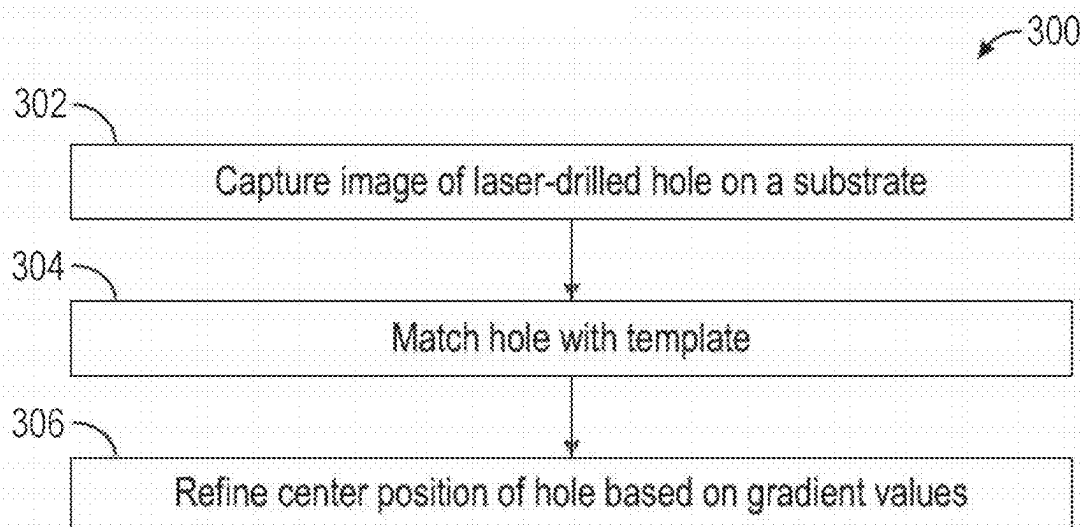 300
302
Capture image of laser-drilled hole on a substrate
304
Match hole with template
306
Refine center position of hole based on gradient values